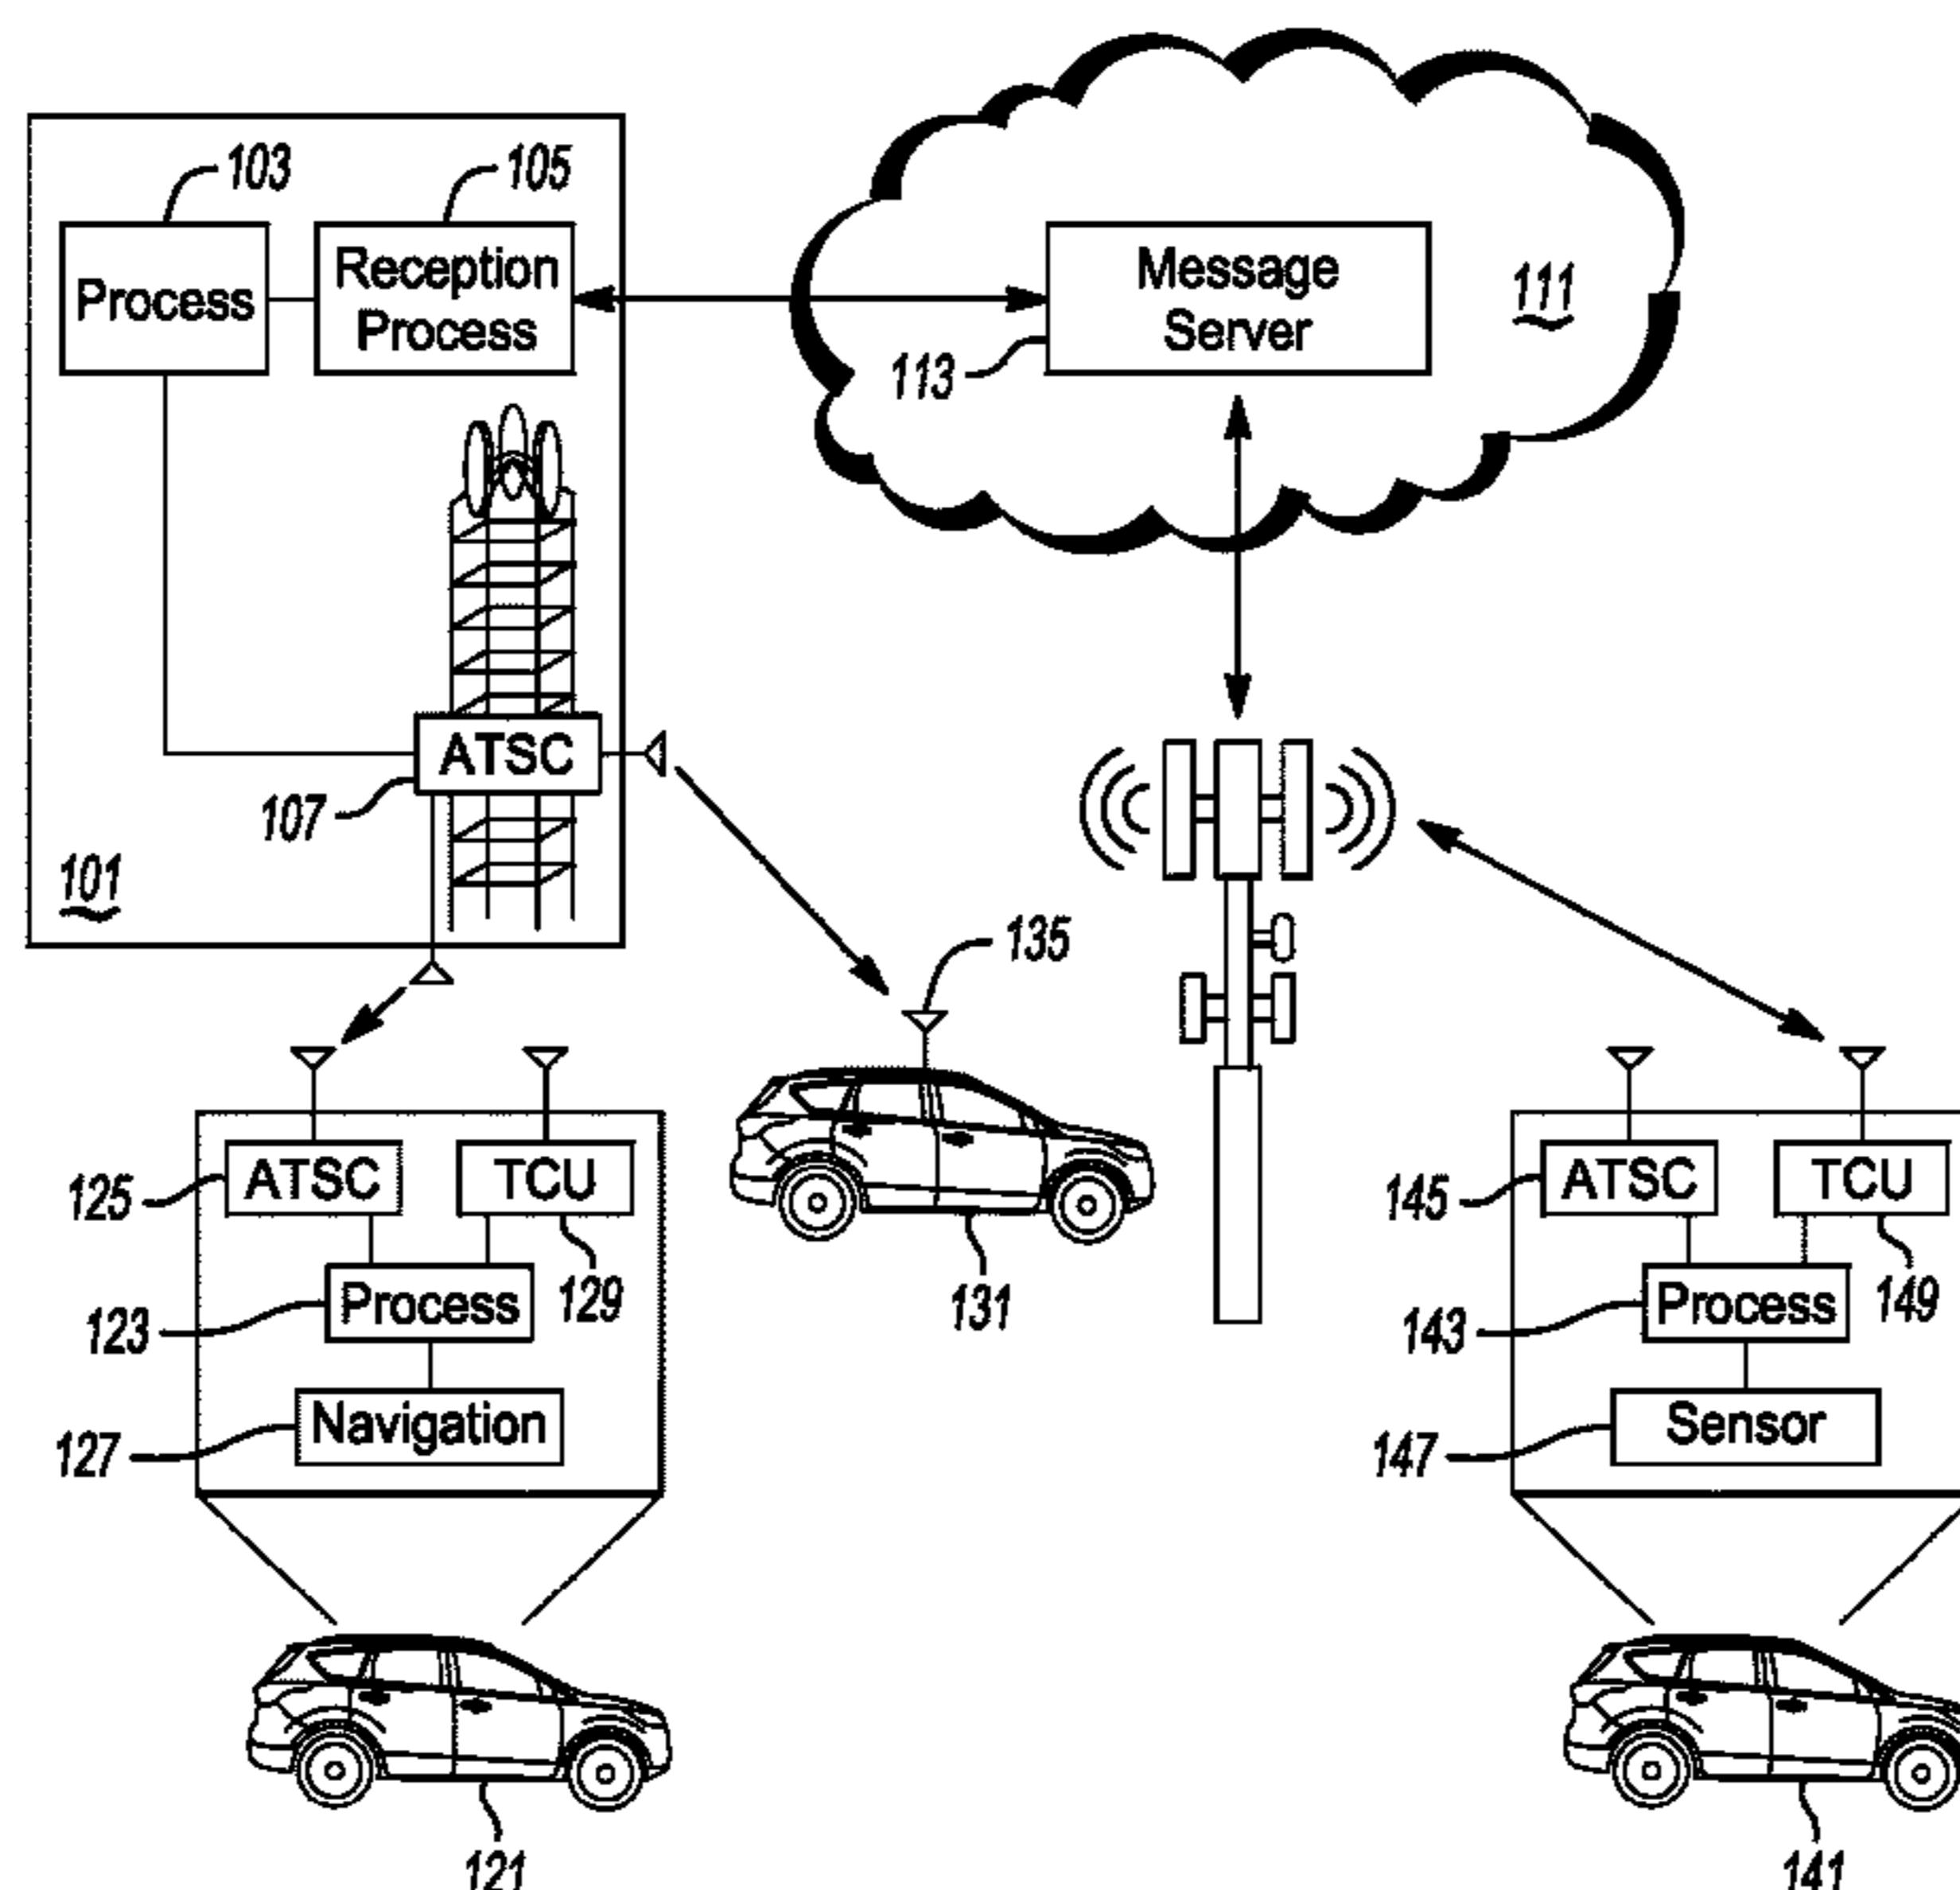 103
105
Process
Reception
Process
Message
Server
111
113
ATSC
107
101
135
125
ATSC
TCU
145
ATSC
TCU
123
Process
129
131
143
Process
149
127
Navigation
147
Sensor
121
141